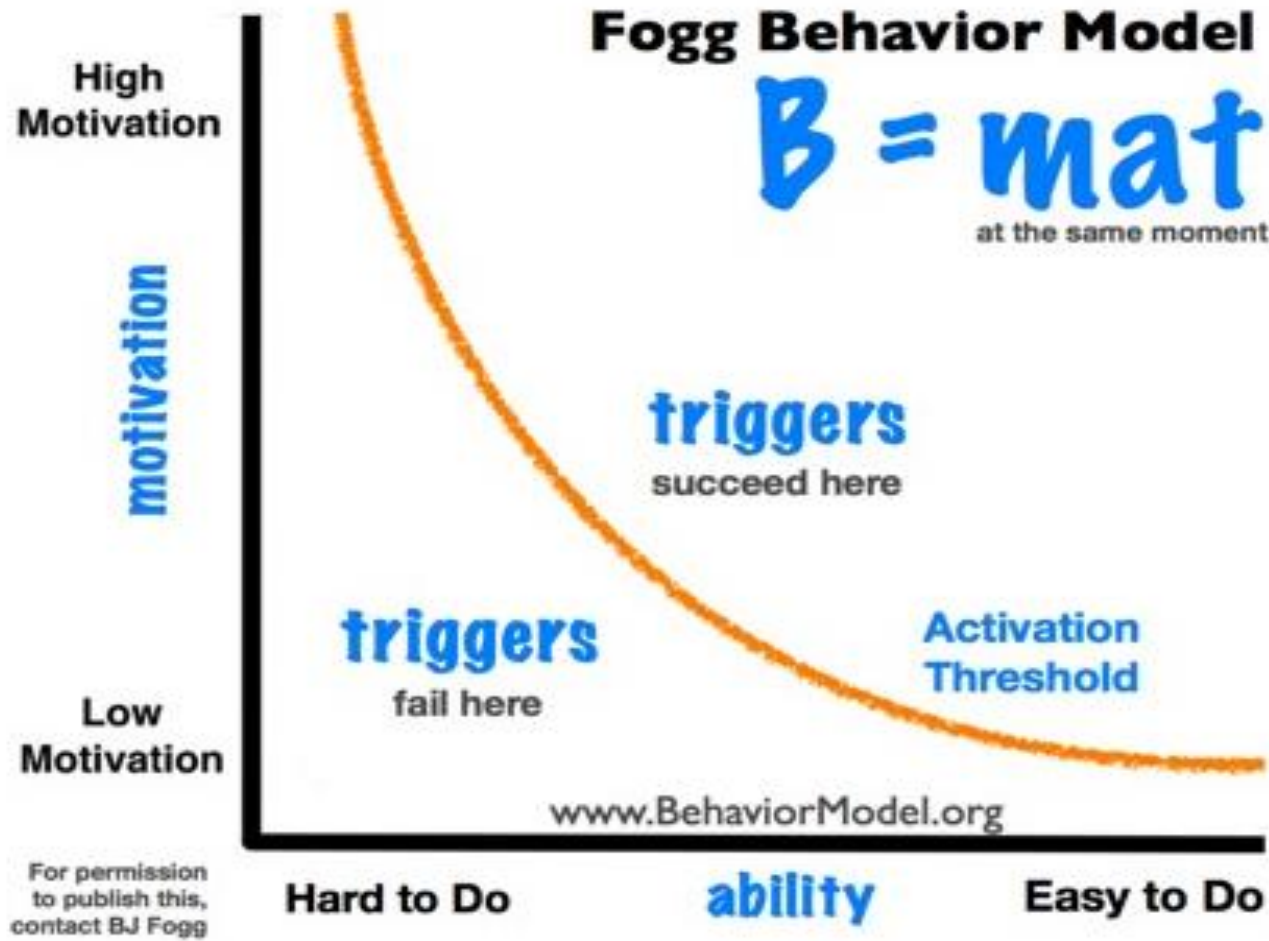 Fogg Behavior Model
B = mat
at the same moment
High
Motivation
motivation
triggers
succeed here
triggers
fail here
Activation
Threshold
Low
Motivation
www.BehaviorModel.org
For permission
to publish this,
contact BJ Fogg
Hard to Do
ability
Easy to Do